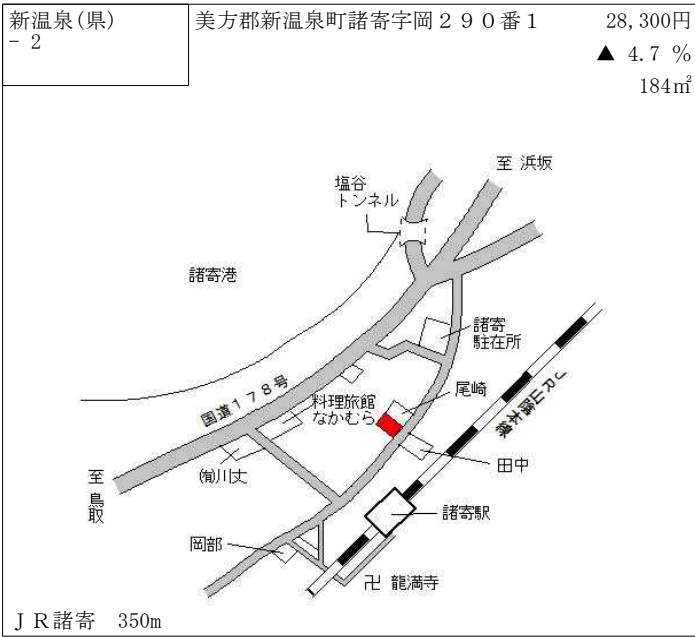 新温泉(県)
－２
美方郡新温泉町諸寄字岡２９０番１
28,300円
▲ 4.7 %
184㎡
至 浜坂
塩谷
トンネル
諸寄港
諸寄
駐在所
国道１７８号
料理旅館
なかむら
尾崎
ＪＲ山陰本線
㈲川丈
田中
至
鳥
取
諸寄駅
岡部
卍 龍満寺
ＪＲ諸寄　350m